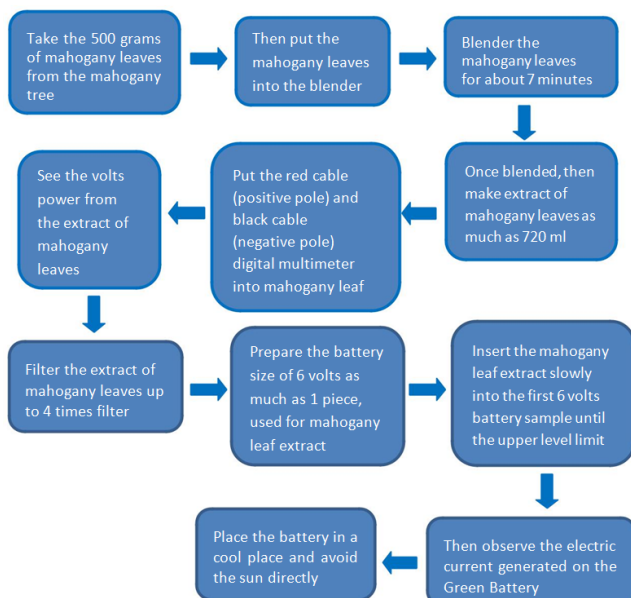 Take the 500 grams
of mahogany leaves
from the mahogany
tree
Then put the
mahogany leaves
into the blender
Blender the
mahogany leaves
for about 7 minutes
Once blended, then
make extract of
mahogany leaves as
much as 720 ml
Put the red cable
(positive pole) and
black cable
(negative pole)
digital multimeter
into mahogany leaf
See the volts
power from
the extract of
mahogany
leaves
Filter the extract of
mahogany leaves up
to 4 times filter
Prepare the battery
size of 6 volts as
much as 1 piece,
used for mahogany
leaf extract
Insert the mahogany
leaf extract slowly
into the first 6 volts
battery sample until
the upper level limit
Then observe the electric
current generated on the
Green Battery
Place the battery in a
cool place and avoid
the sun directly